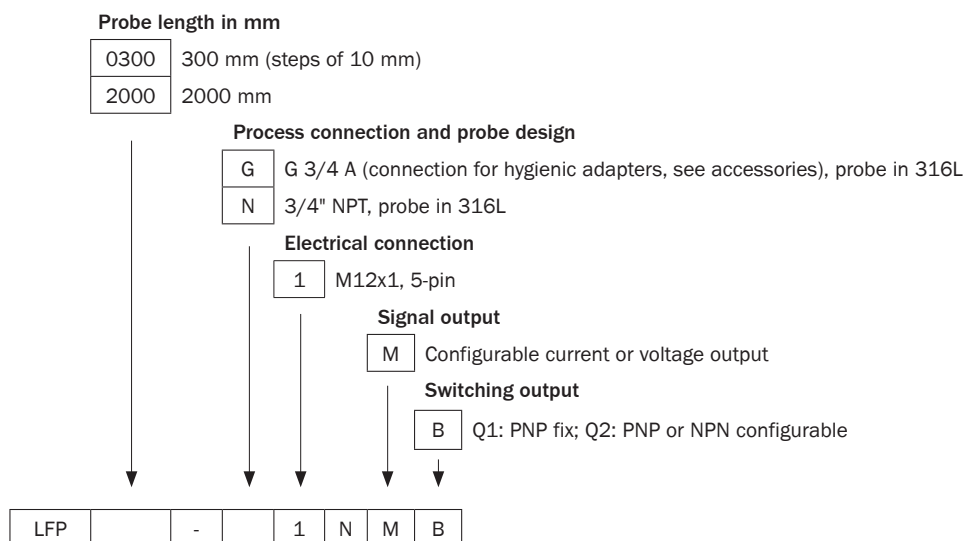 Probe length in mm
0300 300 mm (steps of 10 mm)
2000 2000 mm
Process connection and probe design
G G 3/4 A (connection for hygienic adapters, see accessories), probe in 316L
N 3/4" NPT, probe in 316L
Electrical connection
1 M12x1, 5-pin
Signal output
M Configurable current or voltage output
Switching output
B Q1: PNP fix; Q2: PNP or NPN configurable
LFP - 1 N M B